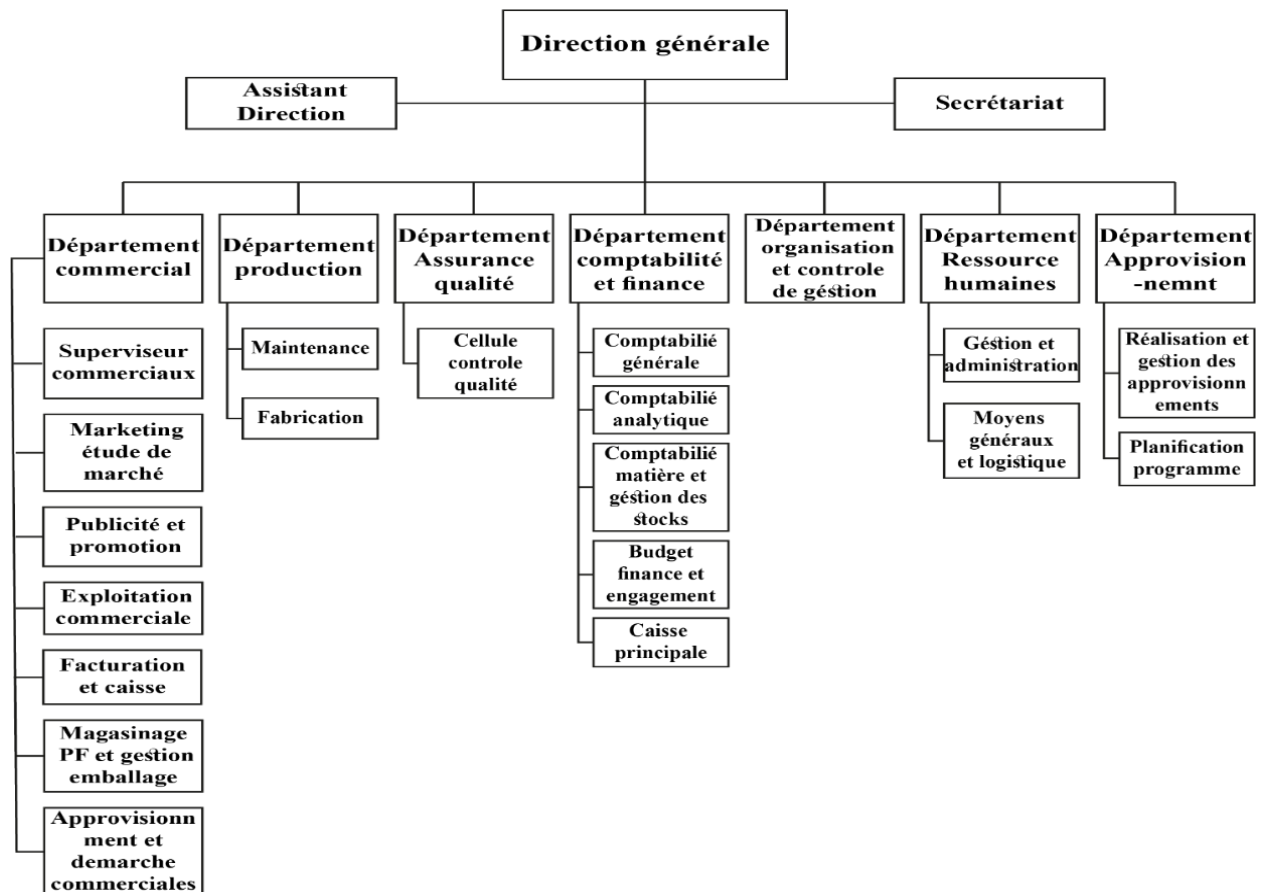 Direction générale
Assistant
Direction
Secrétariat
Département
commercial
Superviseur
commerciaux
Marketing
étude de
marché
Publicité et
promotion
Exploitation
commerciale
Facturation
et caisse
Magasinage
PF et gestion
emballage
Approvisionn
ment et
demarche
commerciales
Département
production
Maintenance
Fabrication
Département
Assurance
qualité
Cellule
controle
qualité
Département
comptabilité
et finance
Comptabilié
générale
Comptabilié
analytique
Comptabilié
matière et
géstion des
stocks
Budget
finance et
engagement
Caisse
principale
Département
organisation
et controle
de géstion
Département
Ressource
humaines
Géstion et
administration
Moyens
généraux
et logistique
Département
Approvision
-nemnt
Réalisation et
gestion des
approvisionn
ements
Planification
programme